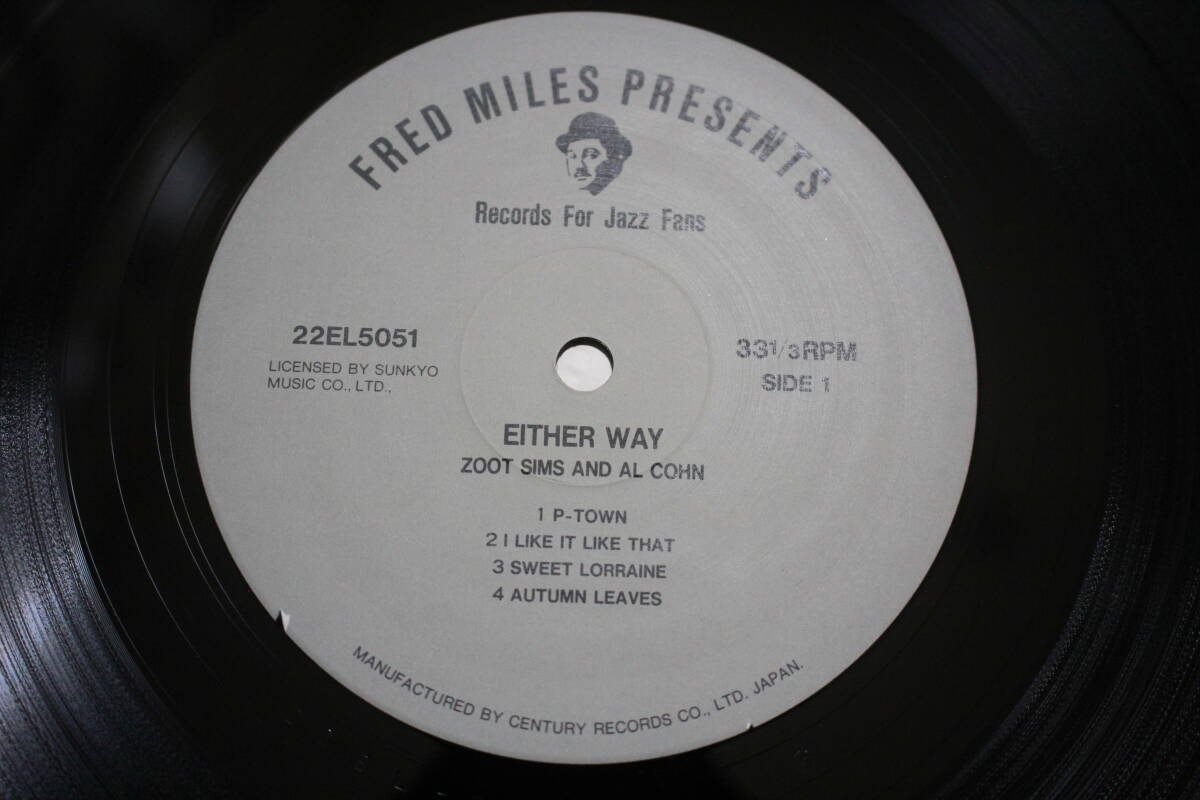 FRED MILES PRESENTS
Records For Jazz Fans
22EL5051
LICENSED BY SUNKYO
MUSIC CO., LTD.,
33 1/3 RPM
SIDE 1
EITHER WAY
ZOOT SIMS AND AL COHN
1 P-TOWN
2 I LIKE IT LIKE THAT
3 SWEET LORRAINE
4 AUTUMN LEAVES
MANUFACTURED BY CENTURY RECORDS CO., LTD. JAPAN.